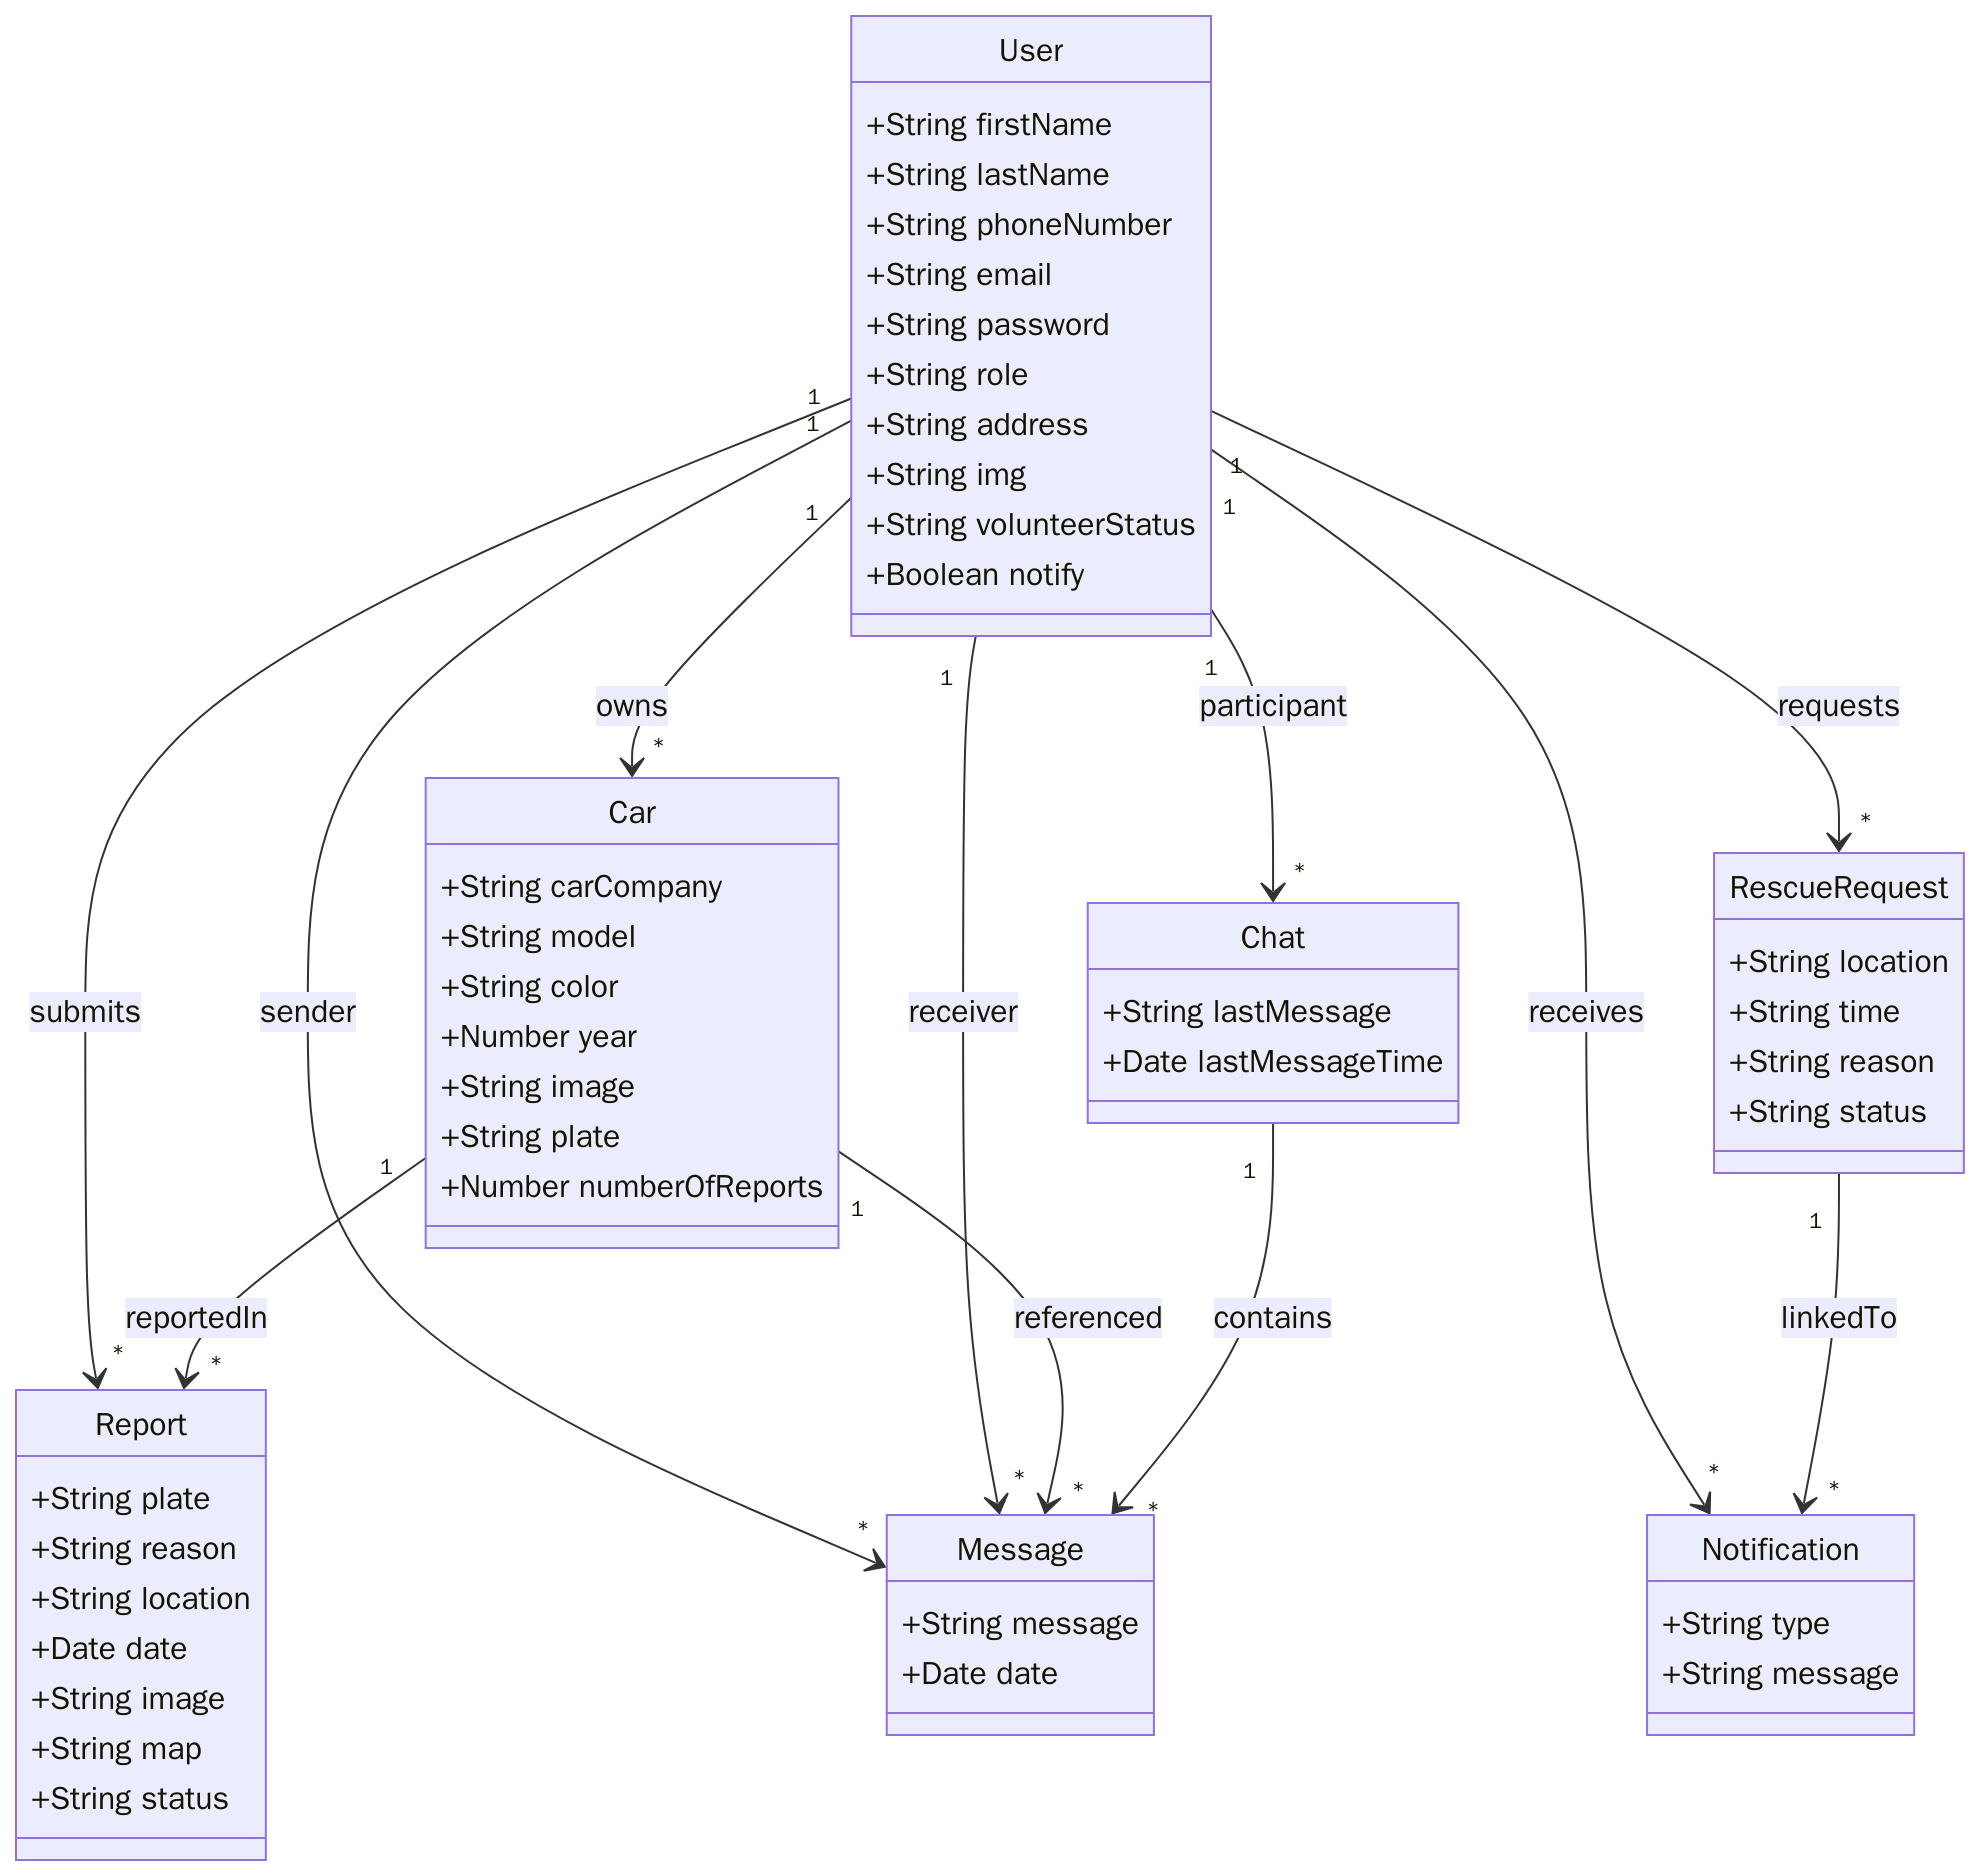 User
+String firstName
+String lastName
+String phoneNumber
+String email
+String password
+String role
+String address
+String img
+String volunteerStatus
+Boolean notify
1
1
1
1
1
1
1
owns
participant
requests
*
*
*
Car
+String carCompany
+String model
+String color
+Number year
+String image
+String plate
+Number numberOfReports
Chat
+String lastMessage
+Date lastMessageTime
RescueRequest
+String location
+String time
+String reason
+String status
submits
sender
receiver
receives
1
1
1
1
reportedIn
referenced
contains
linkedTo
*
*
*
*
*
*
*
*
Report
+String plate
+String reason
+String location
+Date date
+String image
+String map
+String status
Message
+String message
+Date date
Notification
+String type
+String message